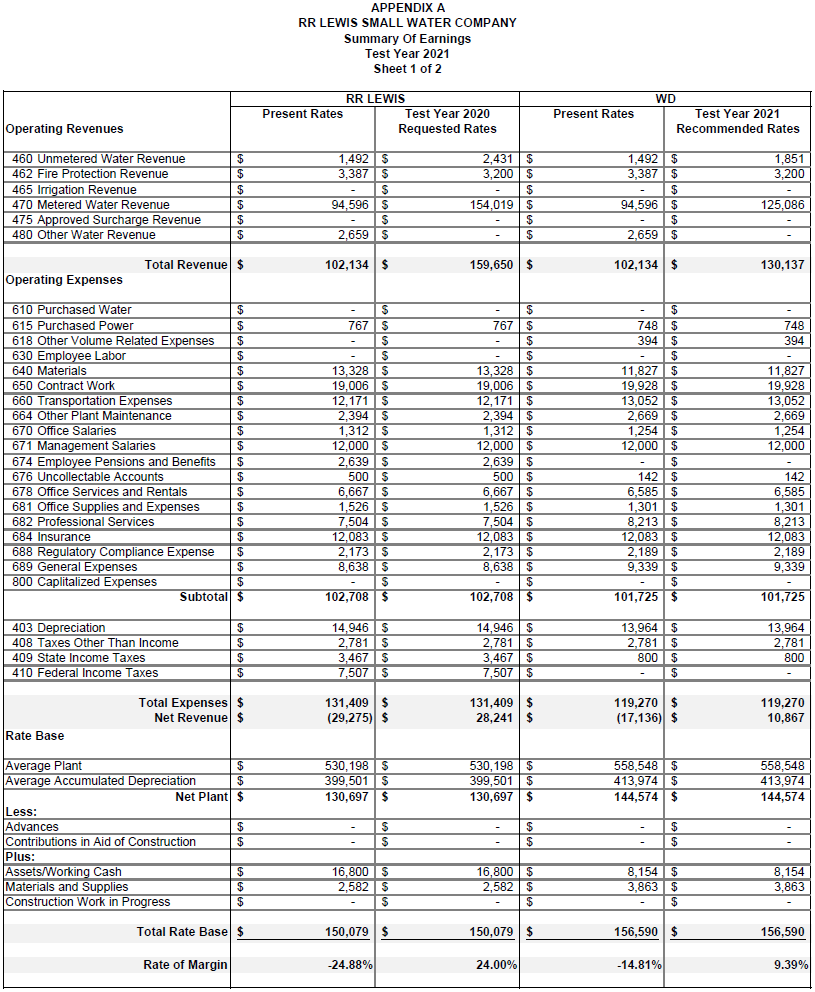 APPENDIX A
RR LEWIS SMALL WATER COMPANY
Summary Of Earnings
Test Year 2021
Sheet 1 of 2
RR LEWIS WD
Operating Revenues Present Rates Test Year 2020 Requested Rates Present Rates Test Year 2021 Recommended Rates
460 Unmetered Water Revenue $ 1,492 $ 2,431 $ 1,492 $ 1,851
462 Fire Protection Revenue $ 3,387 $ 3,200 $ 3,387 $ 3,200
465 Irrigation Revenue $ - $ - $ - $ -
470 Metered Water Revenue $ 94,596 $ 154,019 $ 94,596 $ 125,086
475 Approved Surcharge Revenue $ - $ - $ - $ -
480 Other Water Revenue $ 2,659 $ - $ 2,659 $ -
Total Revenue $ 102,134 $ 159,650 $ 102,134 $ 130,137
Operating Expenses
610 Purchased Water $ - $ - $ - $ -
615 Purchased Power $ 767 $ 767 $ 748 $ 748
618 Other Volume Related Expenses $ - $ - $ 394 $ 394
630 Employee Labor $ - $ - $ - $ -
640 Materials $ 13,328 $ 13,328 $ 11,827 $ 11,827
650 Contract Work $ 19,006 $ 19,006 $ 19,928 $ 19,928
660 Transportation Expenses $ 12,171 $ 12,171 $ 13,052 $ 13,052
664 Other Plant Maintenance $ 2,394 $ 2,394 $ 2,669 $ 2,669
670 Office Salaries $ 1,312 $ 1,312 $ 1,254 $ 1,254
671 Management Salaries $ 12,000 $ 12,000 $ 12,000 $ 12,000
674 Employee Pensions and Benefits $ 2,639 $ 2,639 $ - $ -
676 Uncollectable Accounts $ 500 $ 500 $ 142 $ 142
678 Office Services and Rentals $ 6,667 $ 6,667 $ 6,585 $ 6,585
681 Office Supplies and Expenses $ 1,526 $ 1,526 $ 1,301 $ 1,301
682 Professional Services $ 7,504 $ 7,504 $ 8,213 $ 8,213
684 Insurance $ 12,083 $ 12,083 $ 12,083 $ 12,083
688 Regulatory Compliance Expense $ 2,173 $ 2,173 $ 2,189 $ 2,189
689 General Expenses $ 8,638 $ 8,638 $ 9,339 $ 9,339
800 Caplitalized Expenses $ - $ - $ - $ -
Subtotal $ 102,708 $ 102,708 $ 101,725 $ 101,725
403 Depreciation $ 14,946 $ 14,946 $ 13,964 $ 13,964
408 Taxes Other Than Income $ 2,781 $ 2,781 $ 2,781 $ 2,781
409 State Income Taxes $ 3,467 $ 3,467 $ 800 $ 800
410 Federal Income Taxes $ 7,507 $ 7,507 $ - $ -
Total Expenses $ 131,409 $ 131,409 $ 119,270 $ 119,270
Net Revenue $ (29,275) $ 28,241 $ (17,136) $ 10,867
Rate Base
Average Plant $ 530,198 $ 530,198 $ 558,548 $ 558,548
Average Accumulated Depreciation $ 399,501 $ 399,501 $ 413,974 $ 413,974
Net Plant $ 130,697 $ 130,697 $ 144,574 $ 144,574
Less:
Advances $ - $ - $ - $ -
Contributions in Aid of Construction $ - $ - $ - $ -
Plus:
Assets/Working Cash $ 16,800 $ 16,800 $ 8,154 $ 8,154
Materials and Supplies $ 2,582 $ 2,582 $ 3,863 $ 3,863
Construction Work in Progress $ - $ - $ - $ -
Total Rate Base $ 150,079 $ 150,079 $ 156,590 $ 156,590
Rate of Margin -24.88% 24.00% -14.81% 9.39%